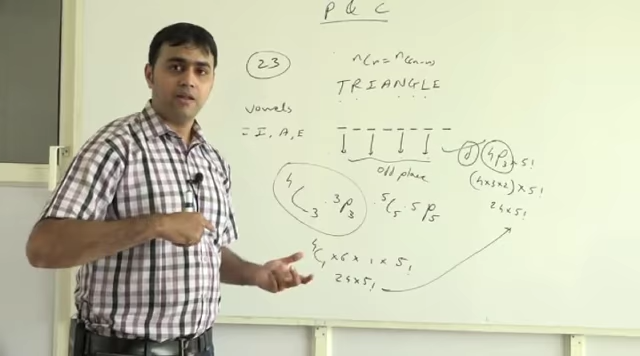 P & C
23
nCr = nC(n-r)
TRIANGLE
vowels
= I, A, E
odd place
⁴P₃ × 5!
(4×3×2) × 5!
24×5!
⁴C₃ · ³P₃ · ⁵C₅ · ⁵P₅
⁴C₁ × 6 × 1 × 5!
24×5!